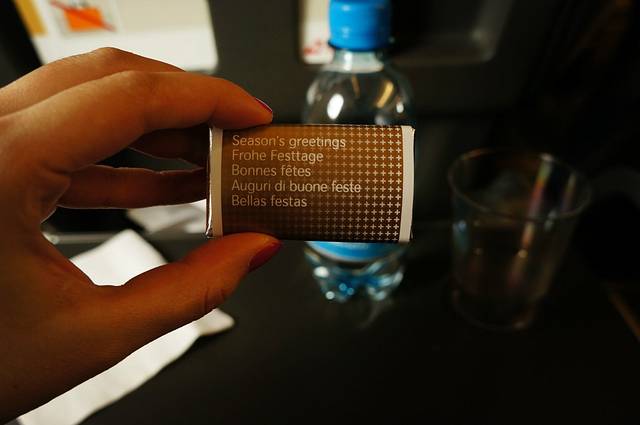 Season's greetings
Frohe Festtage
Bonnes fêtes
Auguri di buone feste
Bellas festas